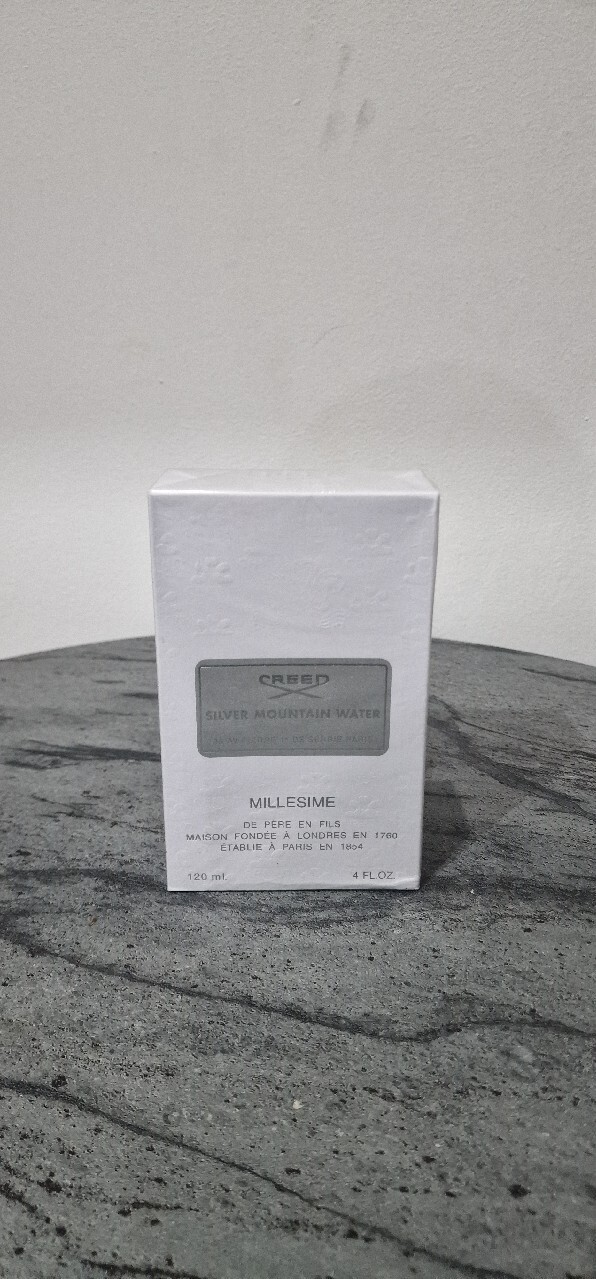 CREED
SILVER MOUNTAIN WATER
MILLESIME
DE PÈRE EN FILS
MAISON FONDÉE À LONDRES EN 1760
ÉTABLIE À PARIS EN 1854
120 ml. 4 FL.OZ.